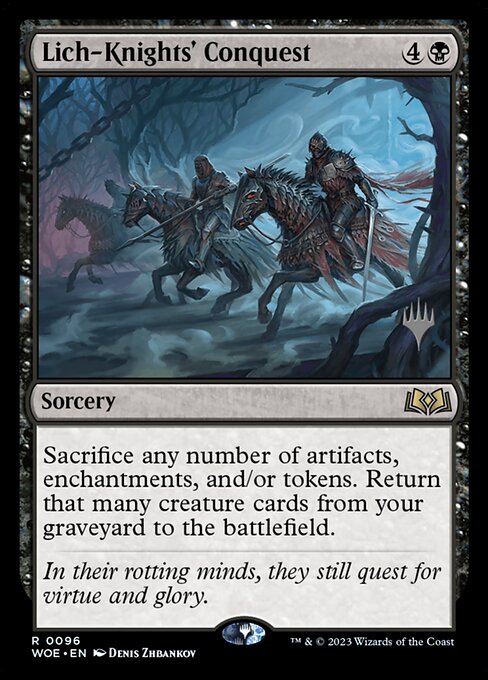 Lich-Knights' Conquest 4
Sorcery
Sacrifice any number of artifacts,
enchantments, and/or tokens. Return
that many creature cards from your
graveyard to the battlefield.
In their rotting minds, they still quest for
virtue and glory.
R 0096
WOE • EN DENIS ZHBANKOV
™ & © 2023 Wizards of the Coast